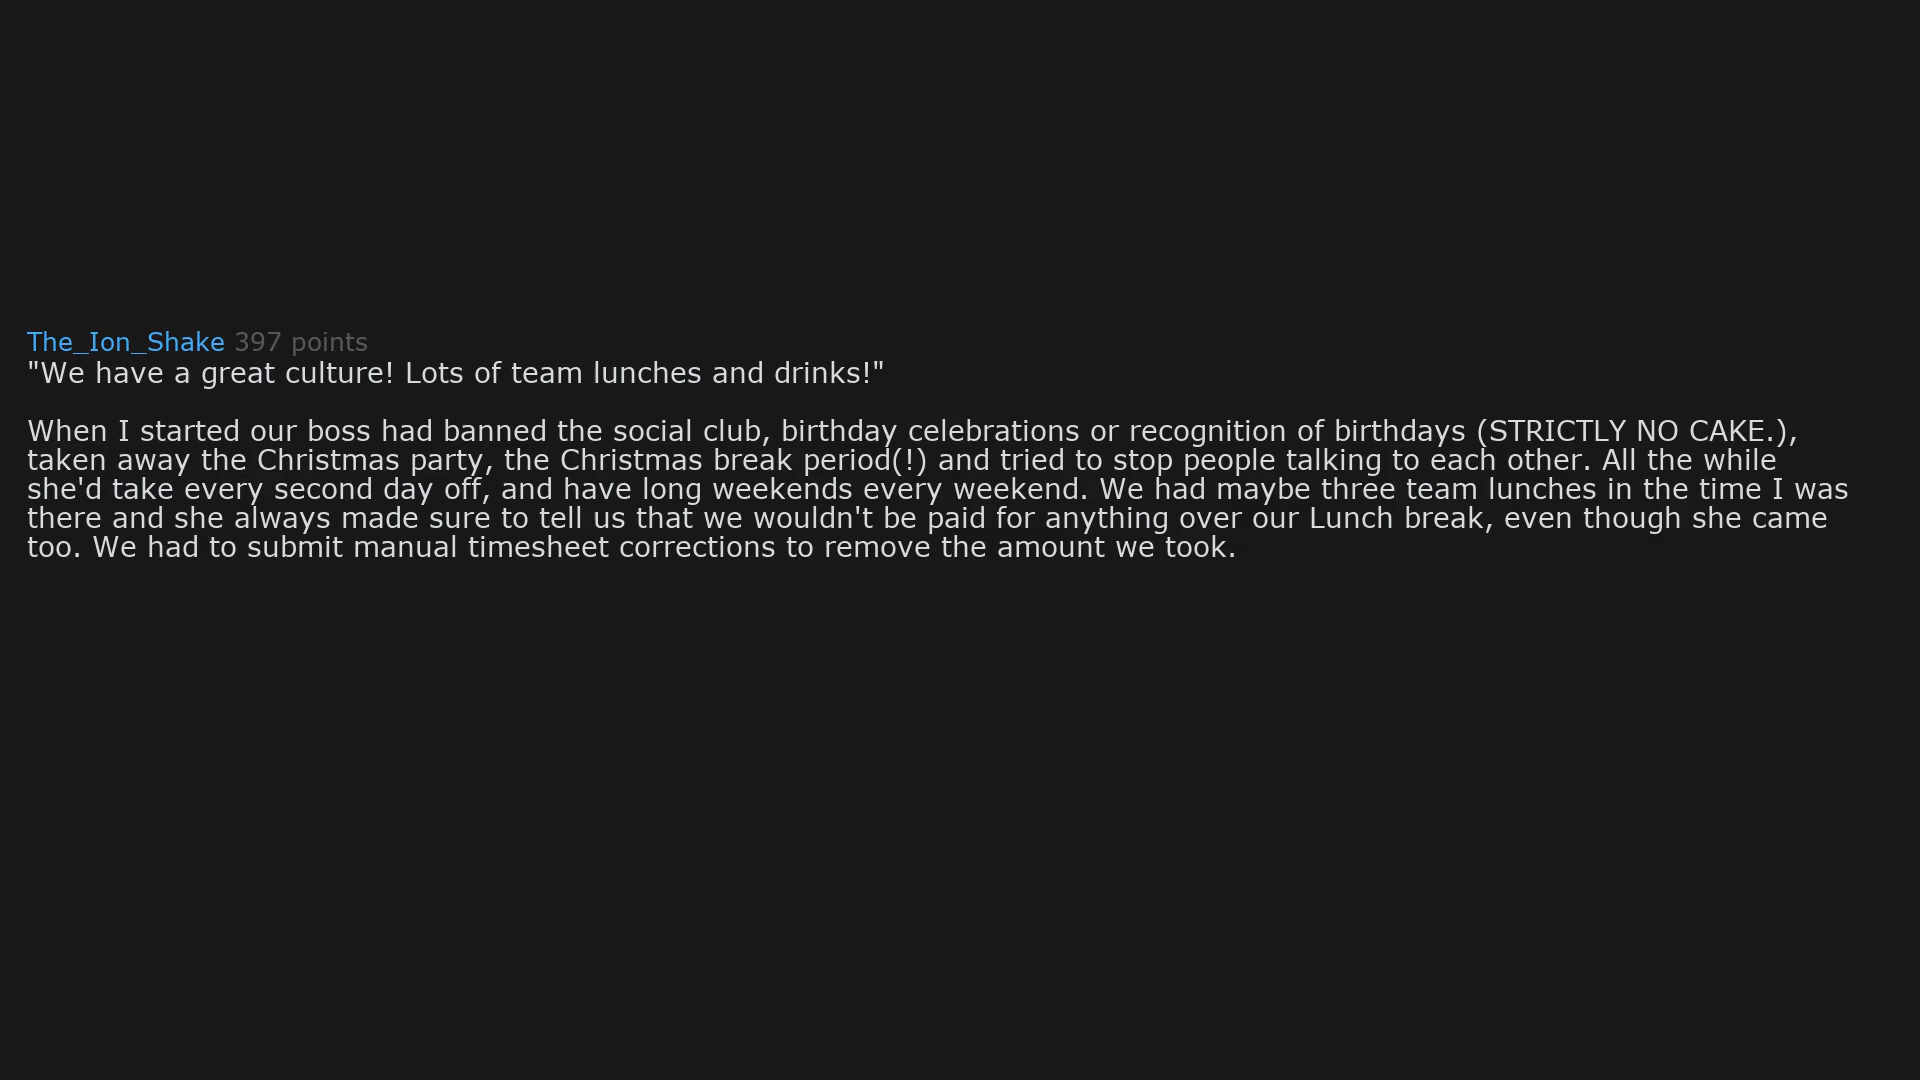 The_Ion_Shake 397 points
"We have a great culture! Lots of team lunches and drinks!"
When I started our boss had banned the social club, birthday celebrations or recognition of birthdays (STRICTLY NO CAKE.),
taken away the Christmas party, the Christmas break period(!) and tried to stop people talking to each other. All the while
she'd take every second day off, and have long weekends every weekend. We had maybe three team lunches in the time I was
there and she always made sure to tell us that we wouldn't be paid for anything over our Lunch break, even though she came
too. We had to submit manual timesheet corrections to remove the amount we took.